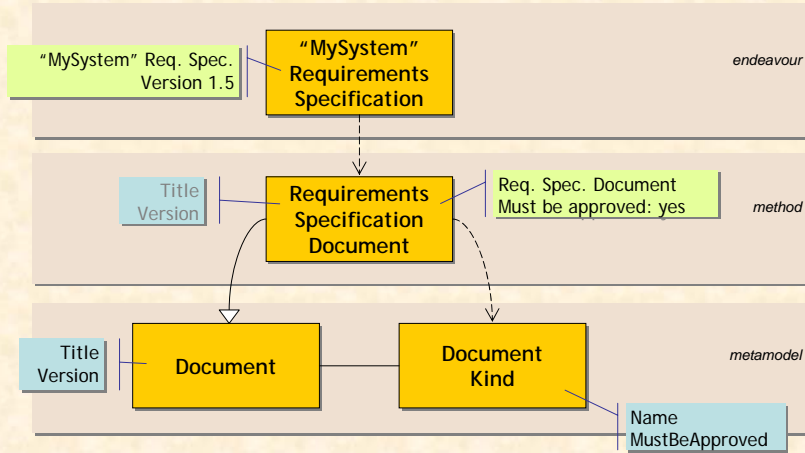 “MySystem” Req. Spec.
Version 1.5
“MySystem”
Requirements
Specification
endeavour
Title
Version
Requirements
Specification
Document
Req. Spec. Document
Must be approved: yes
method
Title
Version
Document
Document
Kind
metamodel
Name
MustBeApproved